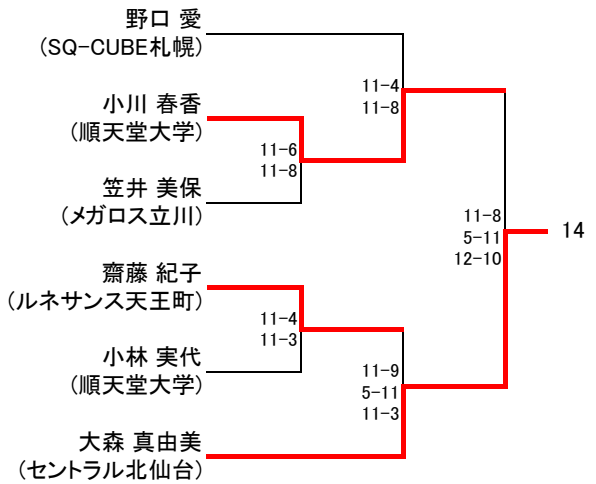 野口 愛
(SQ-CUBE札幌)
11-4
11-8
小川 春香
(順天堂大学)
11-6
11-8
笠井 美保
(メガロス立川)
11-8
5-11
12-10
14
齋藤 紀子
(ルネサンス天王町)
11-4
11-3
小林 実代
(順天堂大学)
11-9
5-11
11-3
大森 真由美
(セントラル北仙台)